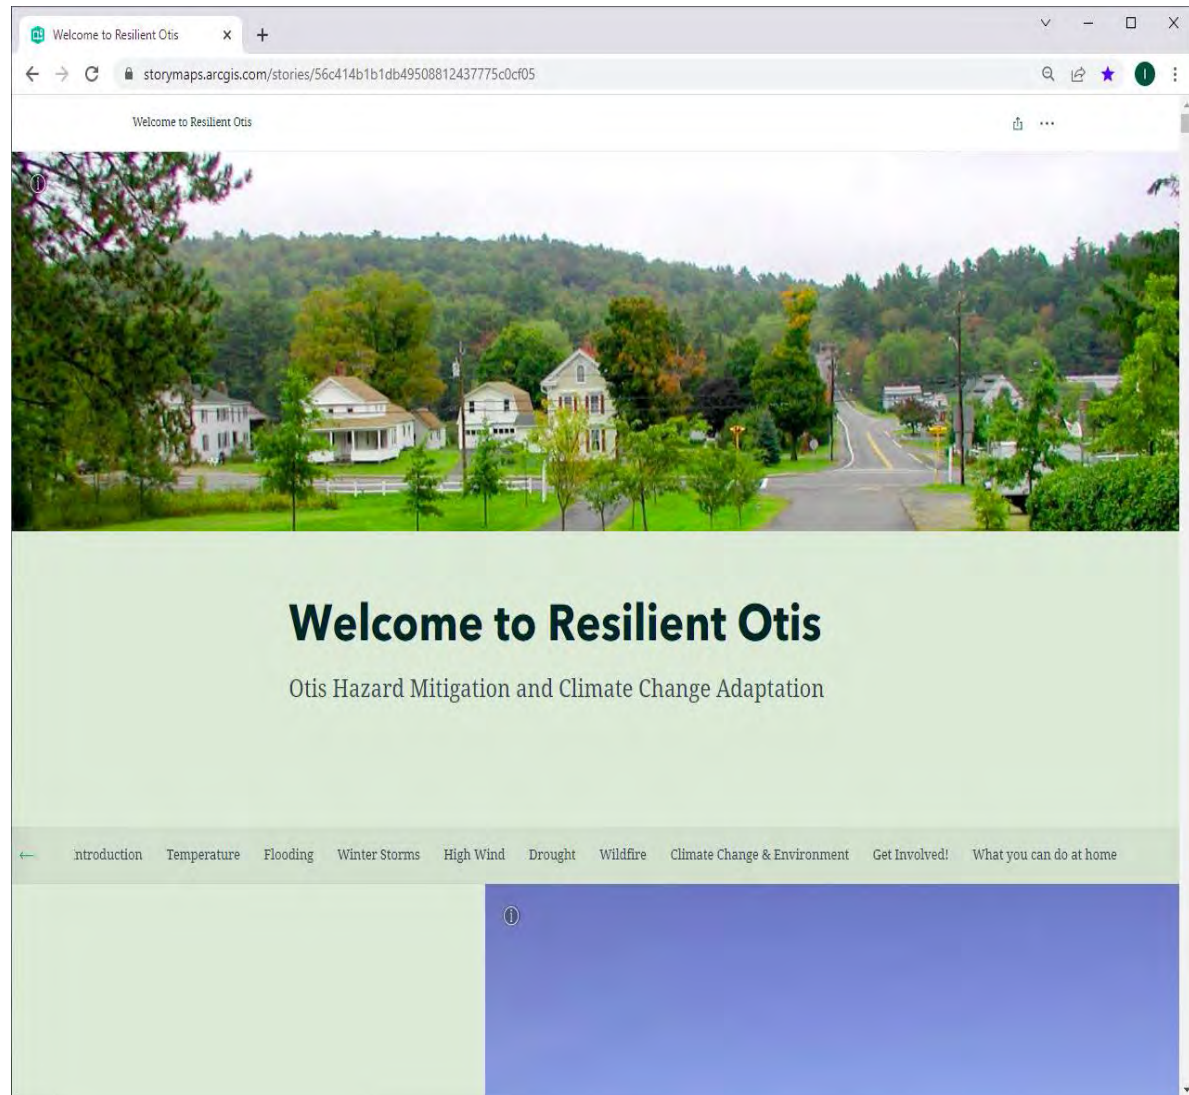 Welcome to Resilient Otis
storymaps.arcgis.com/stories/56c414b1b1db49508812437775c0cf05
Welcome to Resilient Otis
Welcome to Resilient Otis
Otis Hazard Mitigation and Climate Change Adaptation
ntroduction Temperature Flooding Winter Storms High Wind Drought Wildfire Climate Change & Environment Get Involved! What you can do at home